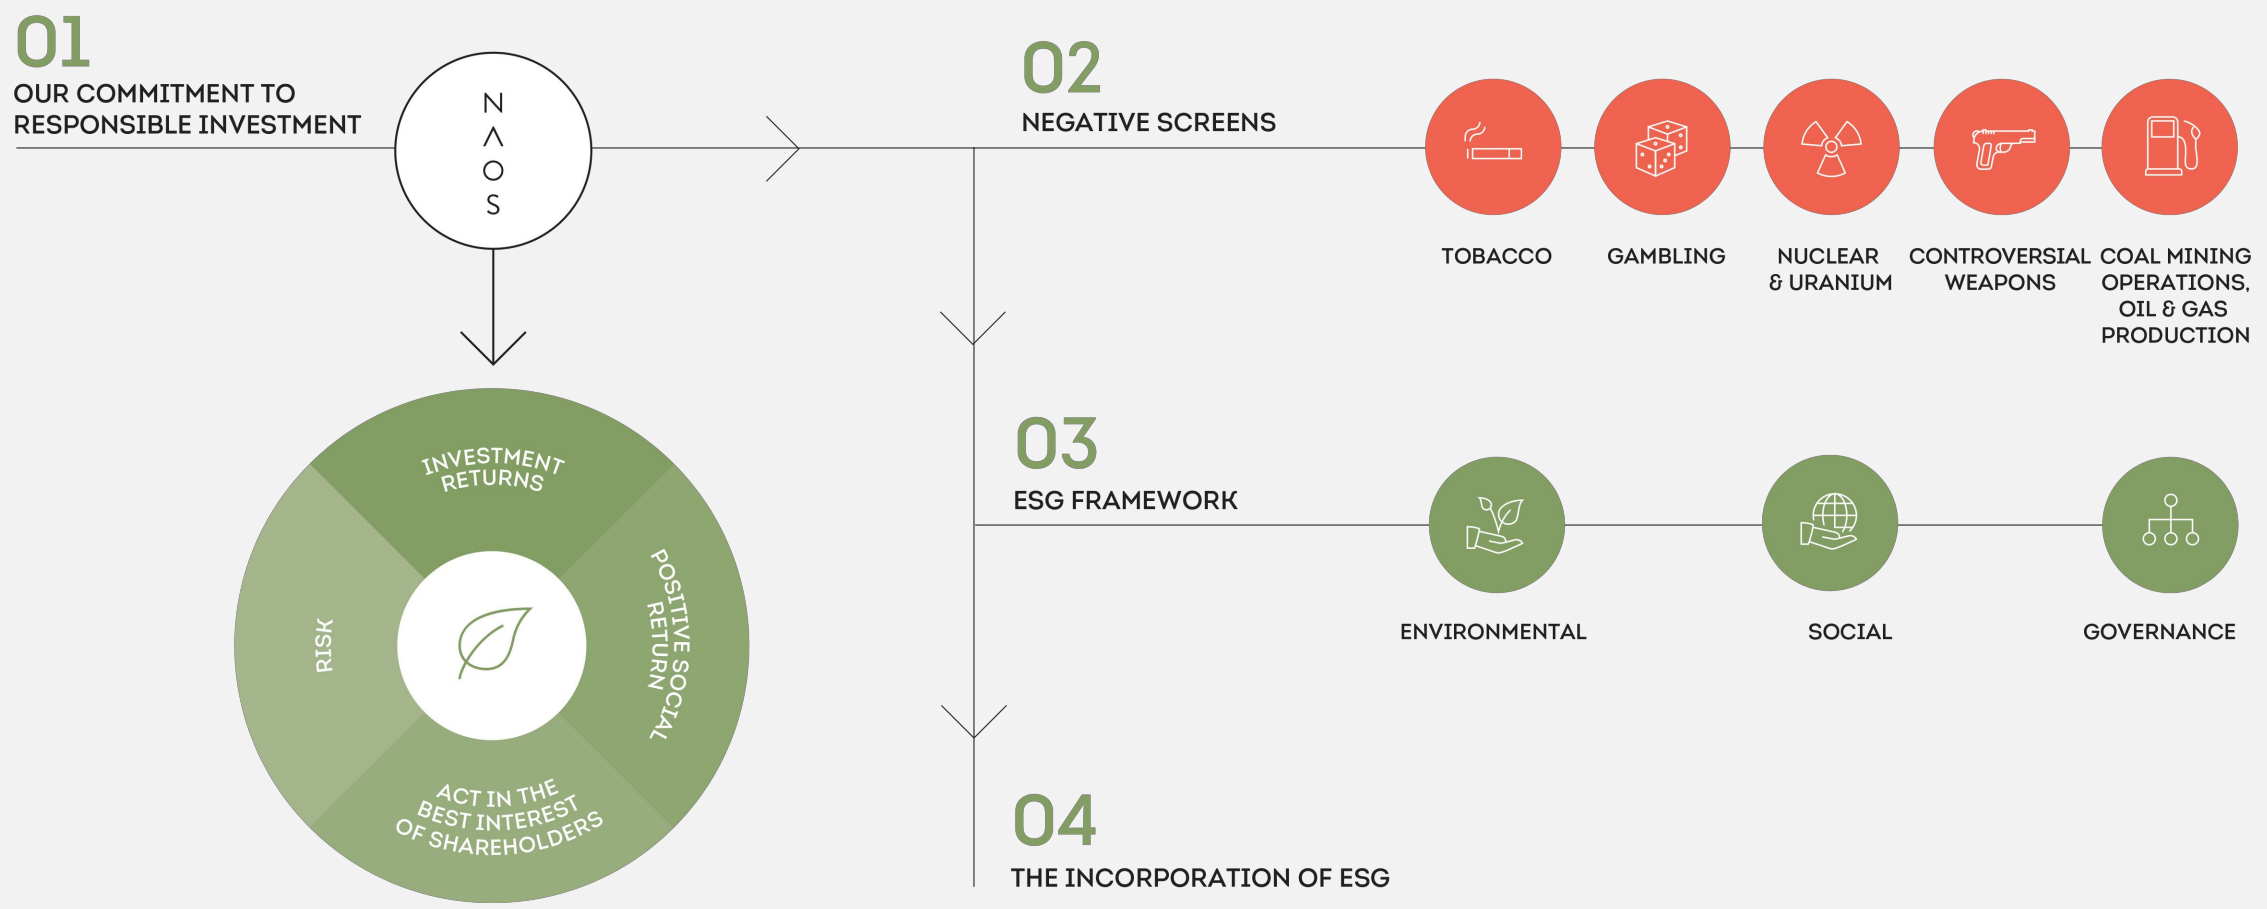 01
OUR COMMITMENT TO
RESPONSIBLE INVESTMENT
N
Λ
O
S
INVESTMENT
RETURNS
POSITIVE SOCIAL
RETURN
ACT IN THE
BEST INTEREST
OF SHAREHOLDERS
RISK
02
NEGATIVE SCREENS
TOBACCO
GAMBLING
NUCLEAR
& URANIUM
CONTROVERSIAL
WEAPONS
COAL MINING
OPERATIONS,
OIL & GAS
PRODUCTION
03
ESG FRAMEWORK
ENVIRONMENTAL
SOCIAL
GOVERNANCE
04
THE INCORPORATION OF ESG